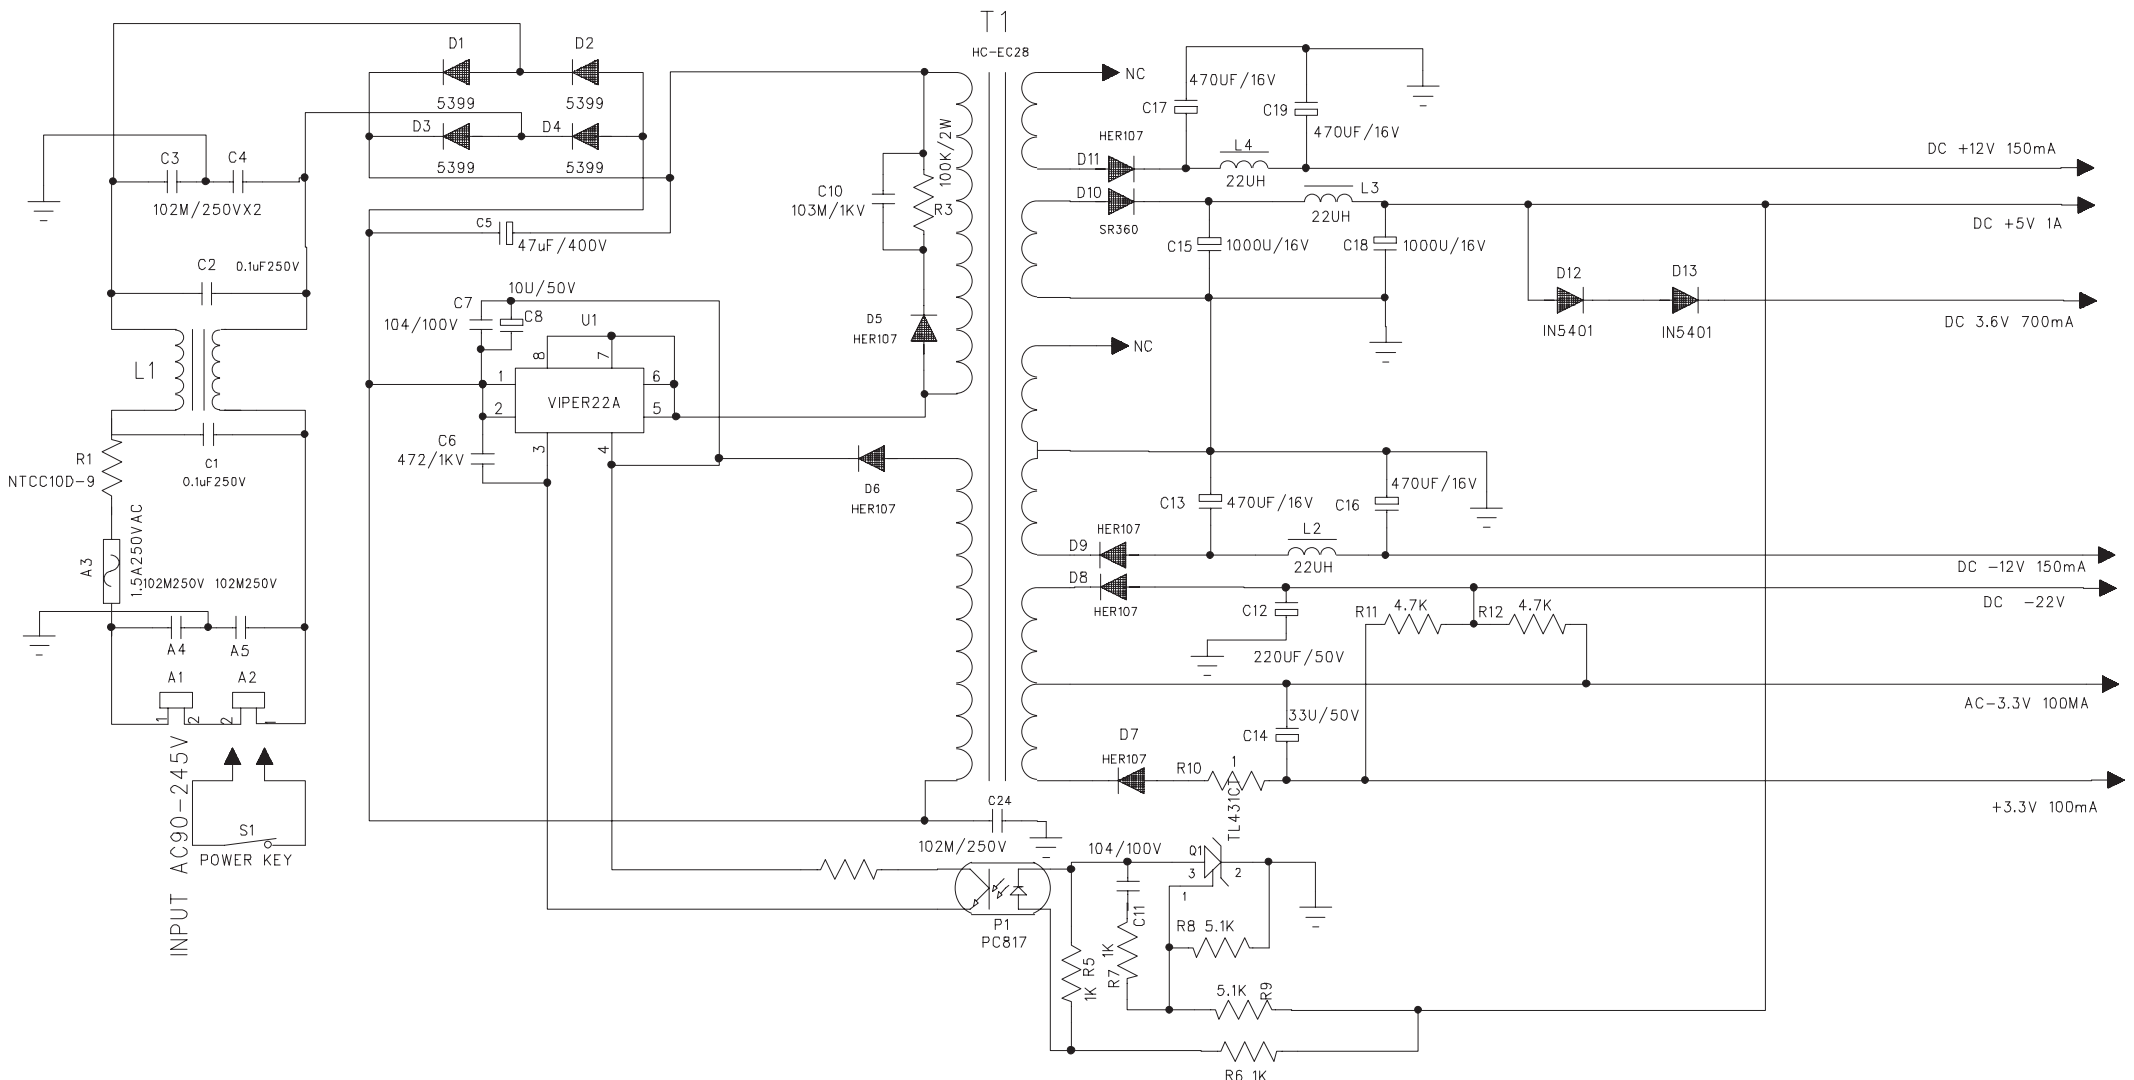 T1
HC-EC28
D1
D2
5399
5399
D3
D4
5399
5399
NC
470UF/16V
C17
C19
470UF/16V
HER107
D11
L4
22UH
DC +12V 150mA
D10
SR360
L3
22UH
C15
1000U/16V
C18
1000U/16V
DC +5V 1A
D12
D13
IN5401
IN5401
DC 3.6V 700mA
C3
C4
102M/250VX2
C5
47uF/400V
C10
103M/1KV
100K/2W
R3
C2
0.1uF250V
10U/50V
C7
104/100V
C8
U1
8
7
1
6
2
VIPER22A
5
3
4
D5
HER107
NC
L1
C6
472/1KV
R1
NTCC10D-9
C1
0.1uF250V
D6
HER107
C13
470UF/16V
C16
470UF/16V
HER107
D9
L2
22UH
DC -12V 150mA
A3
1.5A250VAC
102M250V
102M250V
D8
HER107
C12
220UF/50V
R11
4.7K
R12
4.7K
DC -22V
A4
A5
A1
A2
1
2
2
1
33U/50V
C14
AC-3.3V 100MA
D7
HER107
R10
1
TL431CT
+3.3V 100mA
INPUT AC90-245V
S1
POWER KEY
C24
102M/250V
104/100V
Q1
3
2
1
P1
PC817
C11
R8 5.1K
R5
1K
R7
1K
5.1K
R9
R6 1K